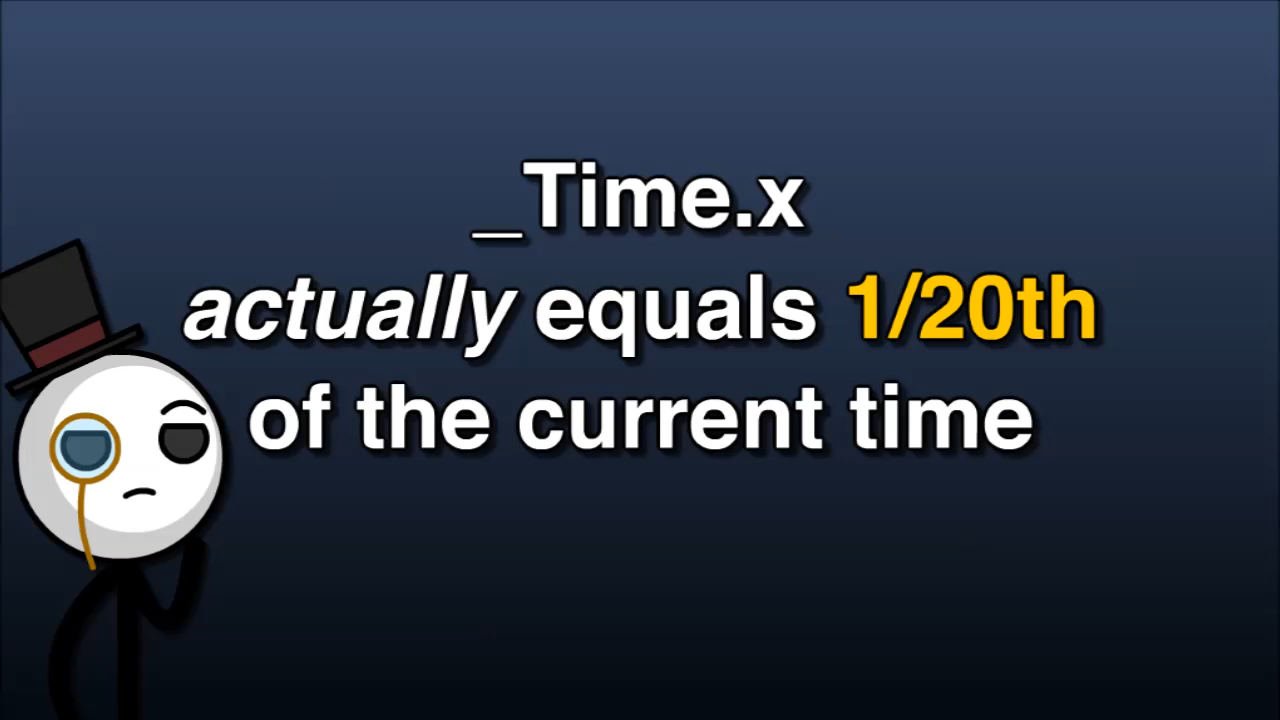 _Time.x
actually equals 1/20th
of the current time